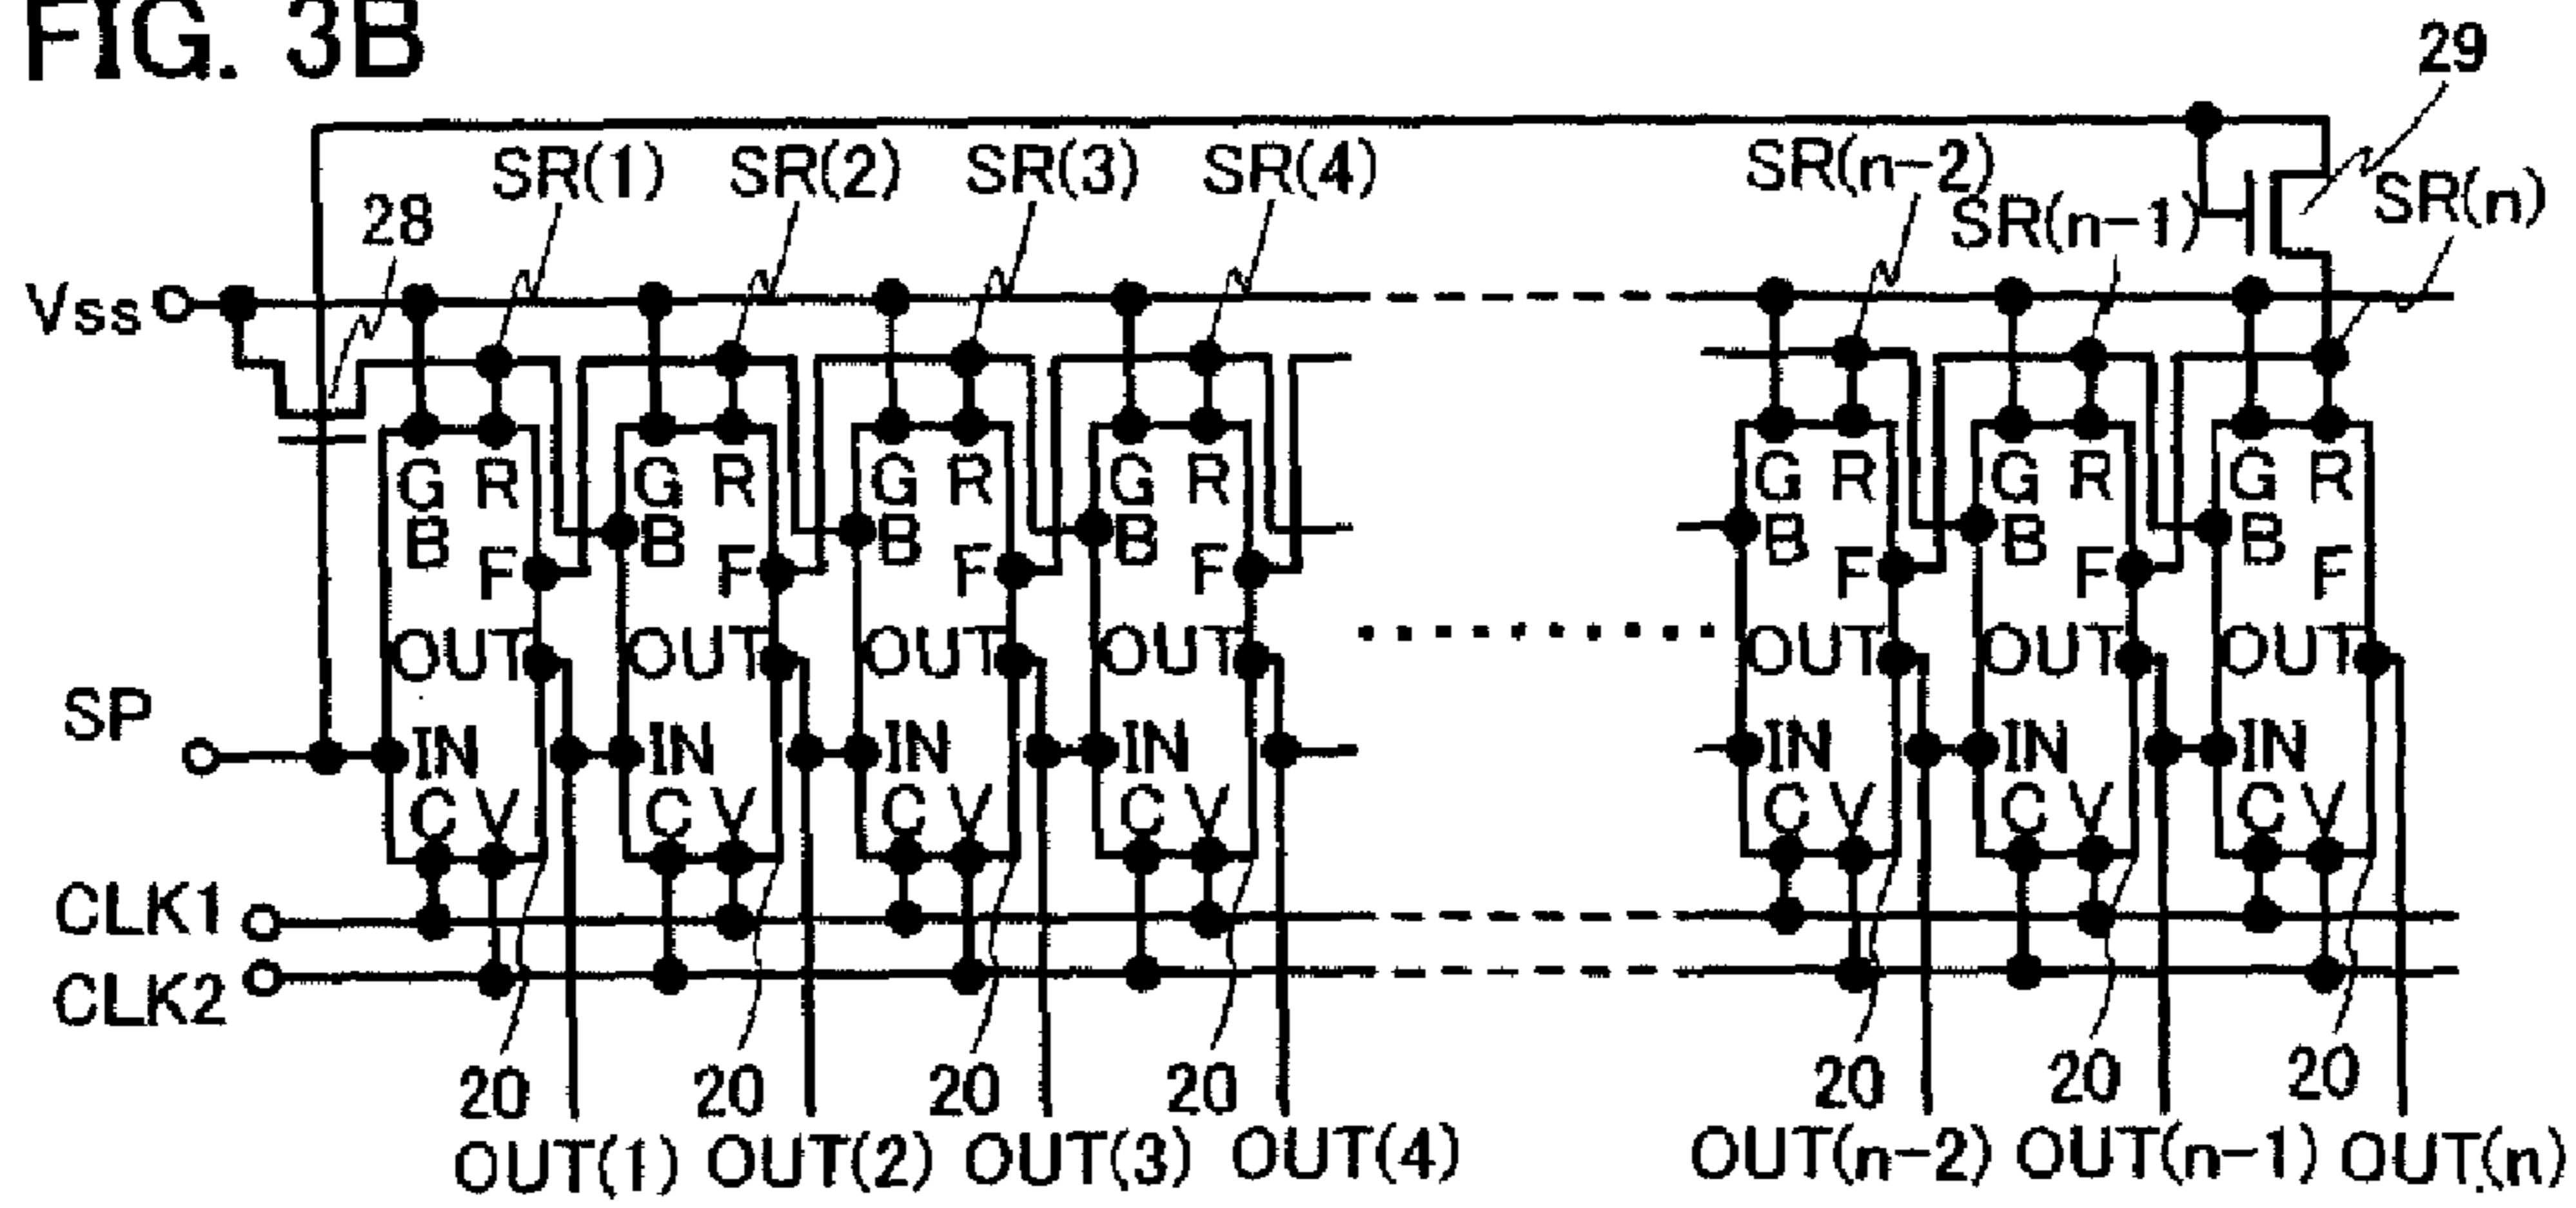 FIG. 3B
29
SR(1) SR(2) SR(3) SR(4) SR(n-2)
28 SR(n-1) SR(n)
Vss
G R G R G R G R G R G R G R
B B B B B B B
F F F F F F F
OUT OUT OUT OUT OUT OUT OUT
SP
IN IN IN IN IN IN IN
C V C V C V C V C V C V C V
CLK1
CLK2
20 20 20 20 20 20 20
OUT(1) OUT(2) OUT(3) OUT(4) OUT(n-2) OUT(n-1) OUT(n)